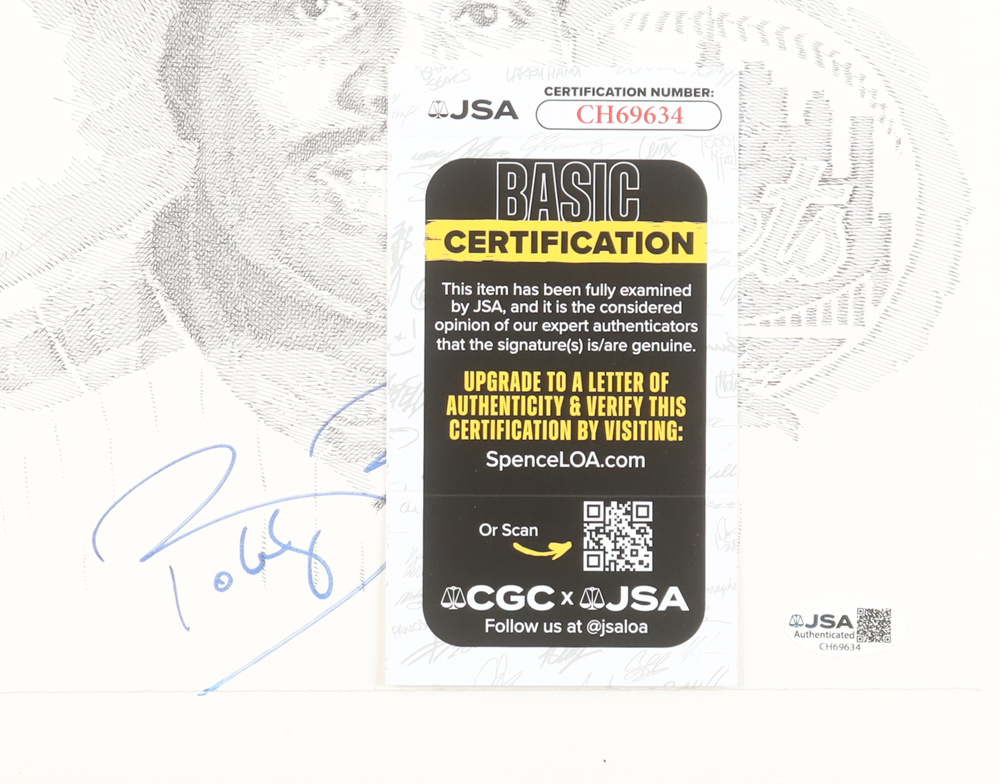 JSA
CERTIFICATION NUMBER:
CH69634
BASIC
CERTIFICATION
This item has been fully examined
by JSA, and it is the considered
opinion of our expert authenticators
that the signature(s) is/are genuine.
UPGRADE TO A LETTER OF
AUTHENTICITY & VERIFY THIS
CERTIFICATION BY VISITING:
SpenceLOA.com
Or Scan
CGC x JSA
Follow us at @jsaloa
Bobby
JSA
Authenticated
CH69634